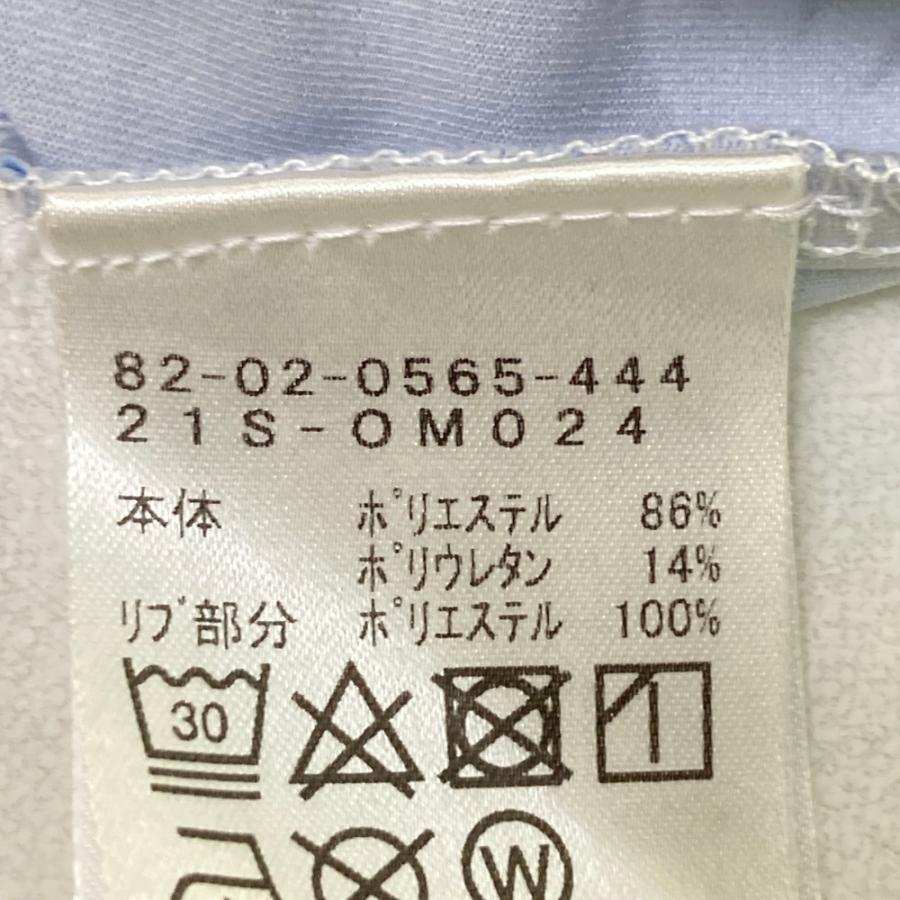 82-02-0565-444
21S-OM024
本体 ポリエステル 86%
ポリウレタン 14%
リブ部分 ポリエステル 100%
30
W